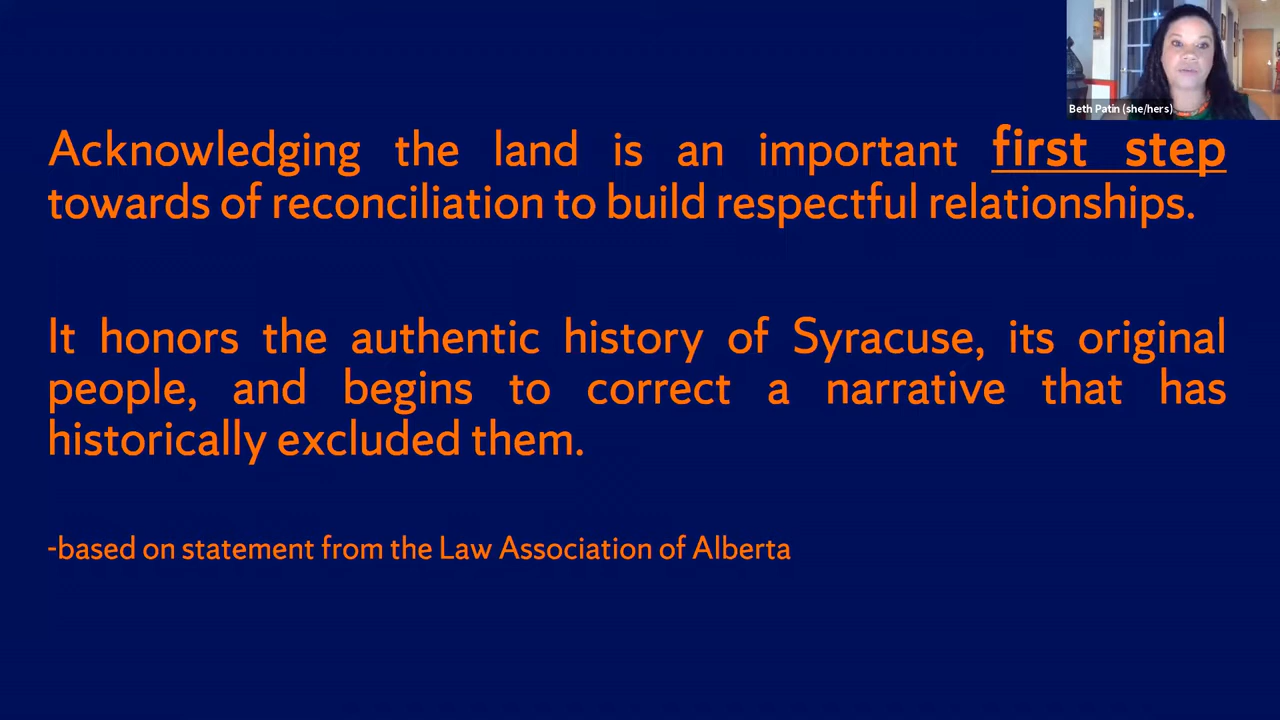 Beth Patin (she/hers)
Acknowledging the land is an important first step
towards of reconciliation to build respectful relationships.
It honors the authentic history of Syracuse, its original
people, and begins to correct a narrative that has
historically excluded them.
-based on statement from the Law Association of Alberta